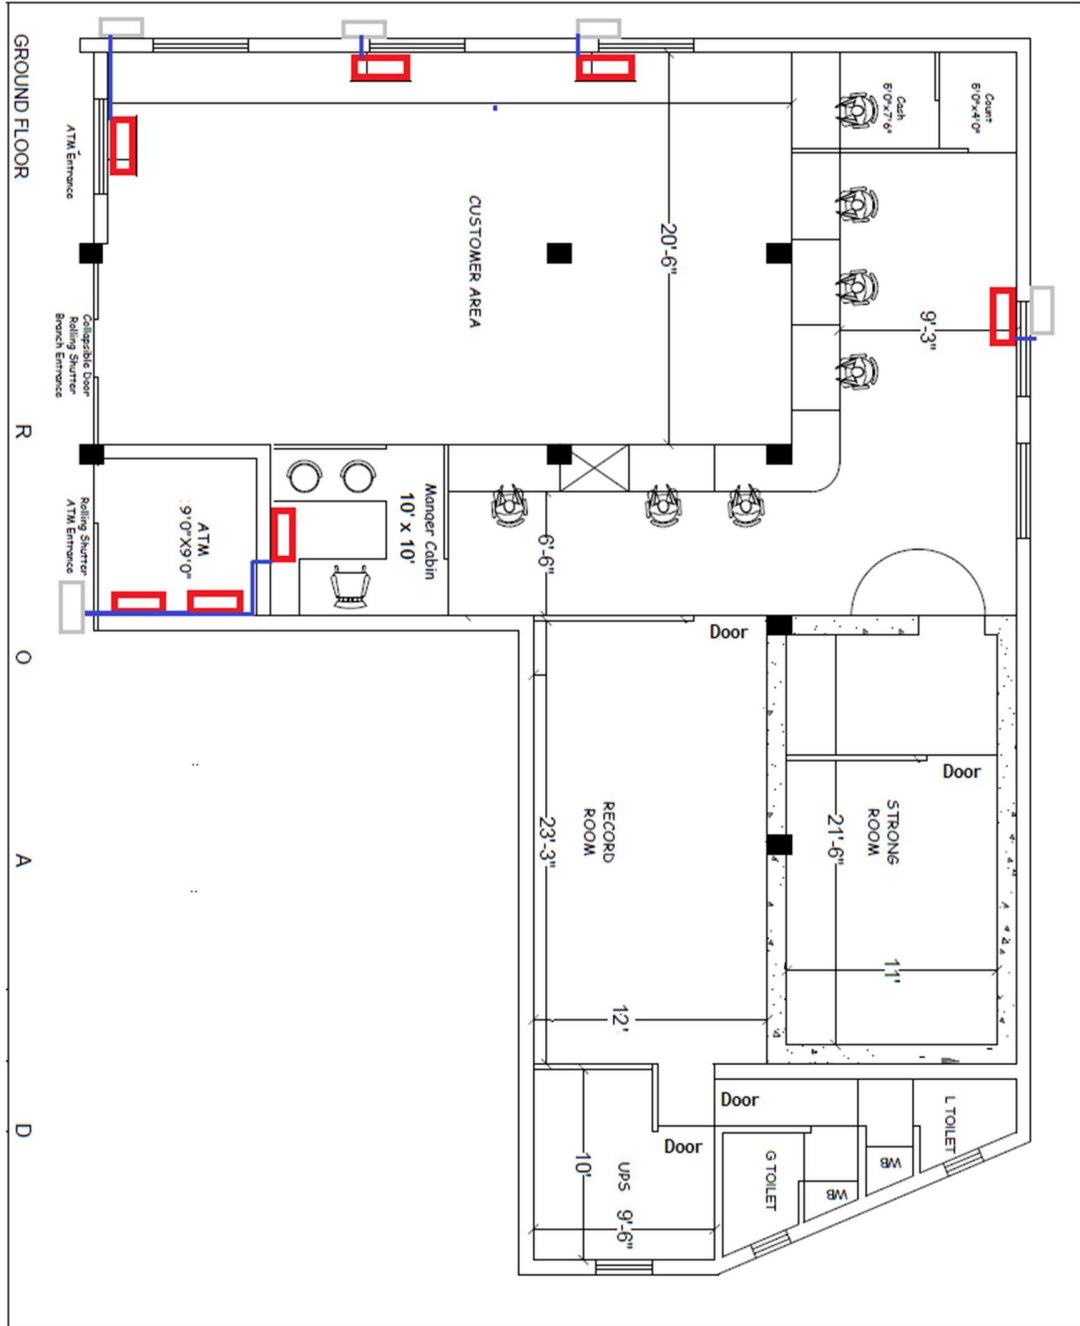 GROUND FLOOR
R
O
A
D
ATM Entrance
Collapsible Door
Rolling Shutter
Branch Entrance
Rolling Shutter
ATM Entrance
CUSTOMER AREA
20'-6"
Cash
5'0"x7'6"
Count
5'0"x4'0"
9'-3"
ATM
9'0"X9'0"
Manger Cabin
10' x 10'
6'-6"
Door
RECORD
ROOM
23'-3"
12'
STRONG
ROOM
21'-6"
11'
Door
Door
Door
UPS
10'
9'-6"
G TOILET
L TOILET
WB
WB